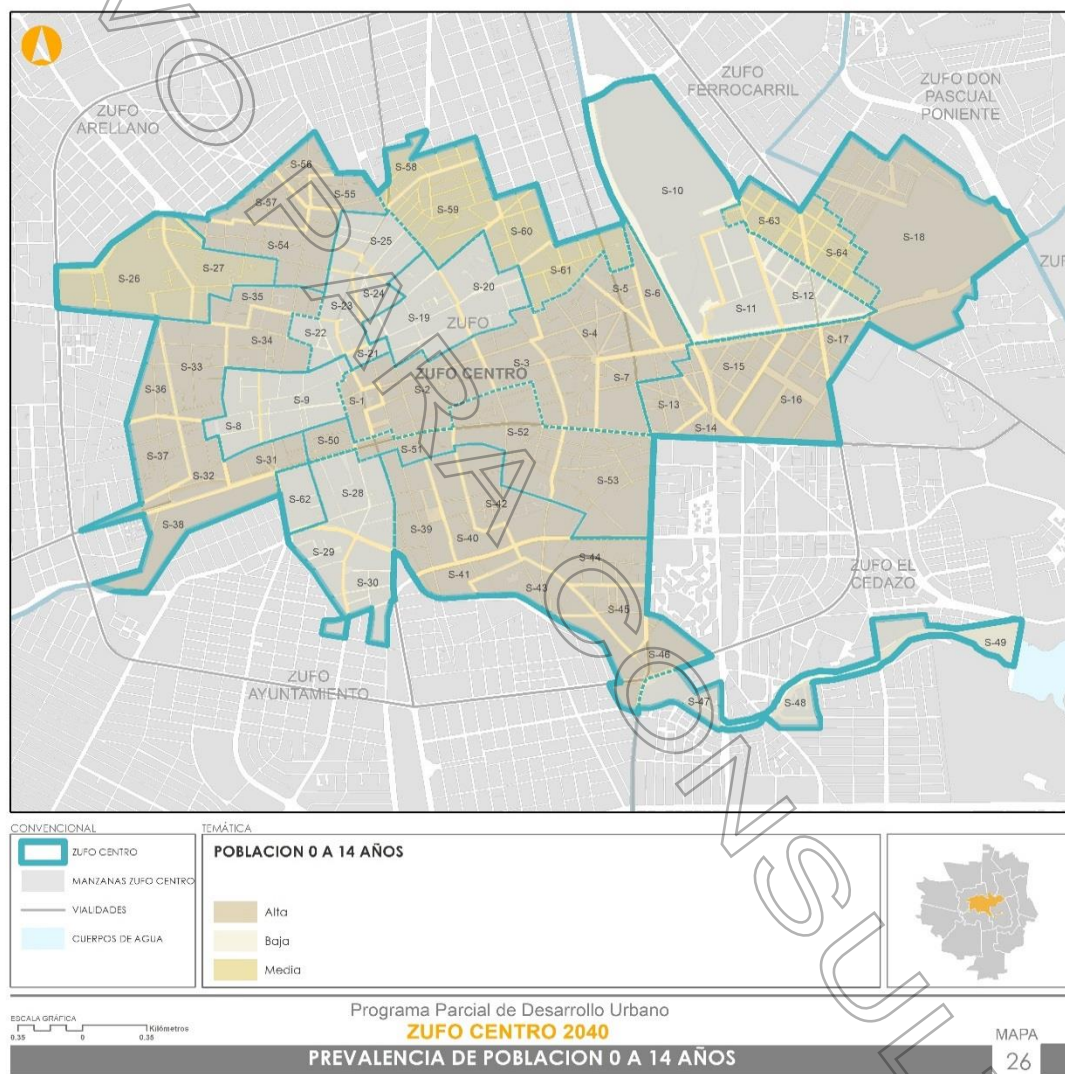 ZUFO
FERROCARRIL
ZUFO DON
PASCUAL
PONIENTE
ZUFO
ARELLANO
S-56
S-58
S-55
S-10
S-57
S-59
S-63
S-60
S-25
S-18
S-54
S-64
S-26
S-27
S-61
S-5
S-6
S-20
S-24
S-35
S-12
S-23
S-11
S-19
ZUFO
S-22
S-4
S-34
S-17
S-21
S-3
S-33
S-15
ZUFO CENTRO
S-7
S-36
S-2
S-9
S-1
S-13
S-16
S-8
S-14
S-52
S-50
S-51
S-37
S-31
S-32
S-53
S-62
S-28
S-42
S-38
S-39
S-40
S-29
S-44
ZUFO EL
CEDAZO
S-41
S-30
S-43
S-45
S-49
S-46
ZUFO
AYUNTAMIENTO
S-47
S-48
VO PARA CONSUL
CONVENCIONAL
ZUFO CENTRO
MANZANAS ZUFO CENTRO
VIALIDADES
CUERPOS DE AGUA
TEMÁTICA
POBLACION 0 A 14 AÑOS
Alta
Baja
Media
ESCALA GRÁFICA
Kilómetros
0.35 0 0.35
Programa Parcial de Desarrollo Urbano
ZUFO CENTRO 2040
PREVALENCIA DE POBLACION 0 A 14 AÑOS
MAPA
26